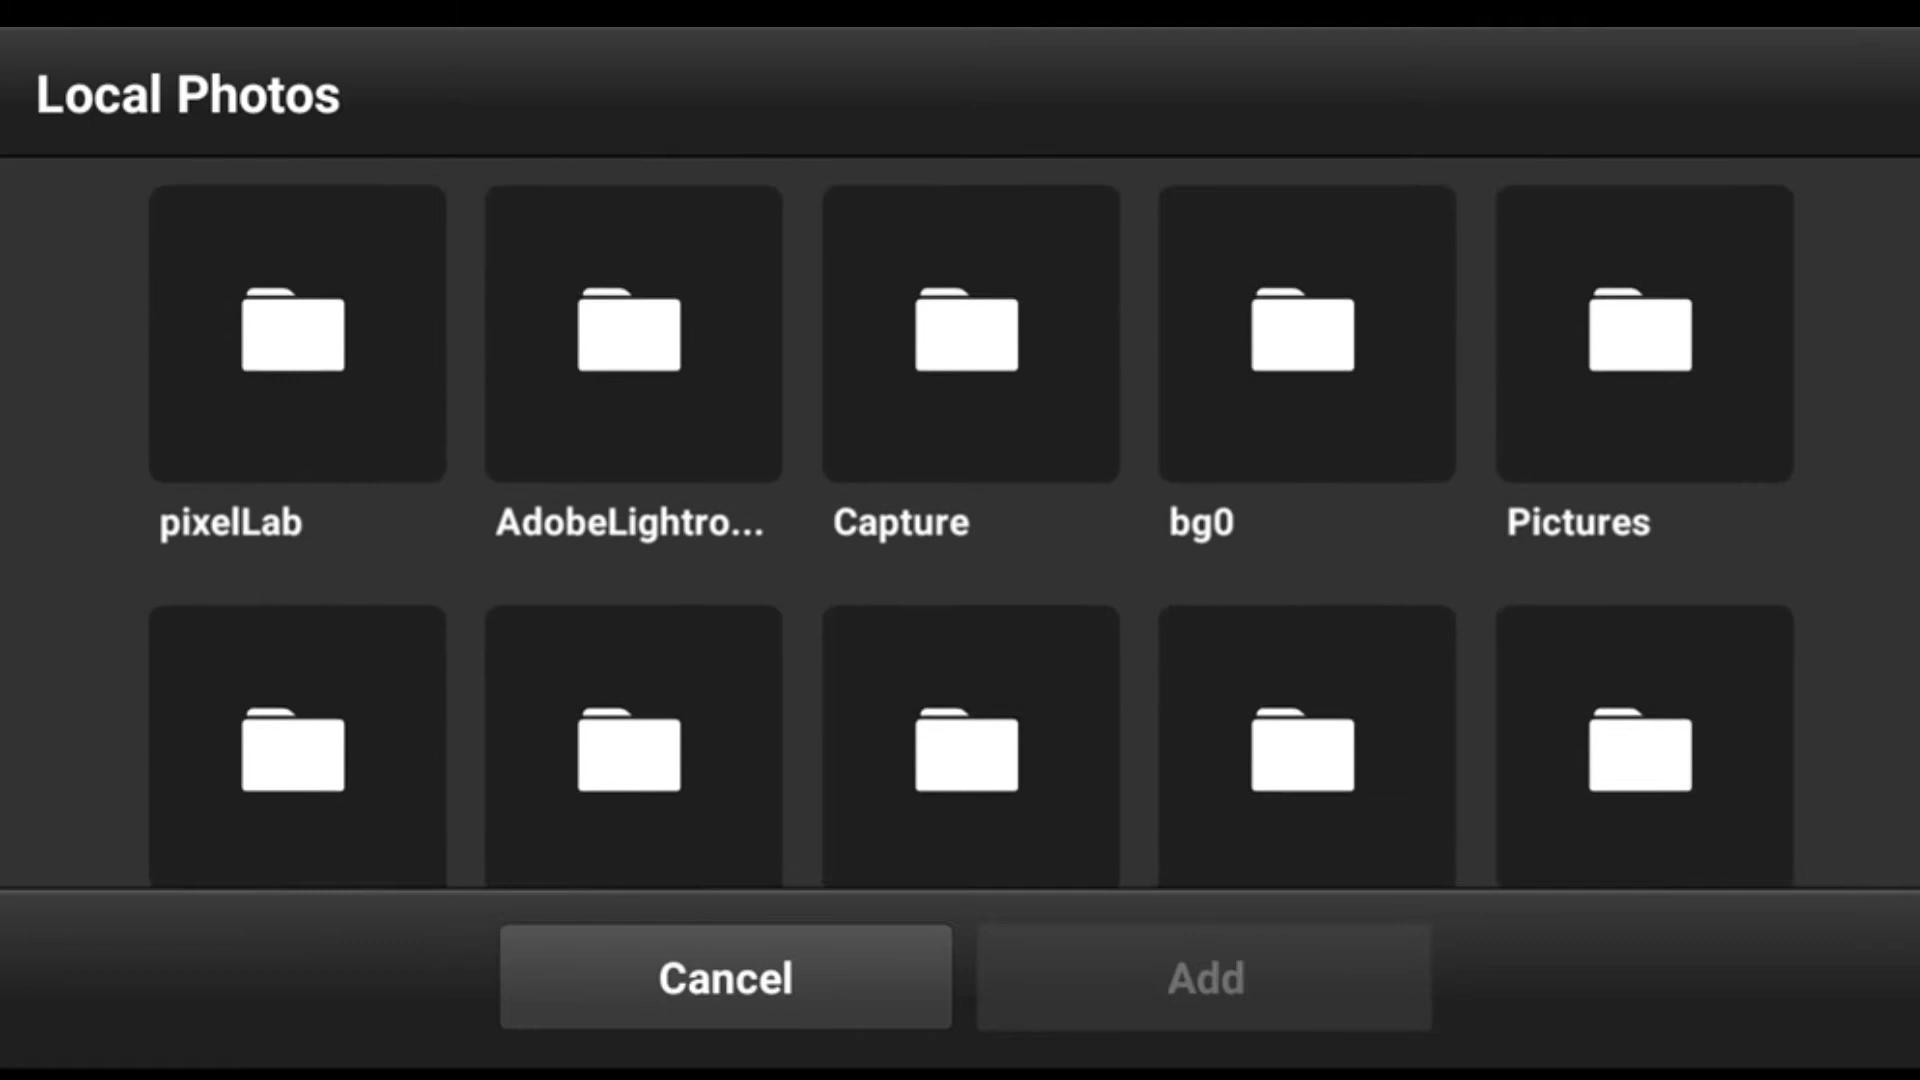 Local Photos
pixelLab
AdobeLightro...
Capture
bg0
Pictures
Cancel
Add